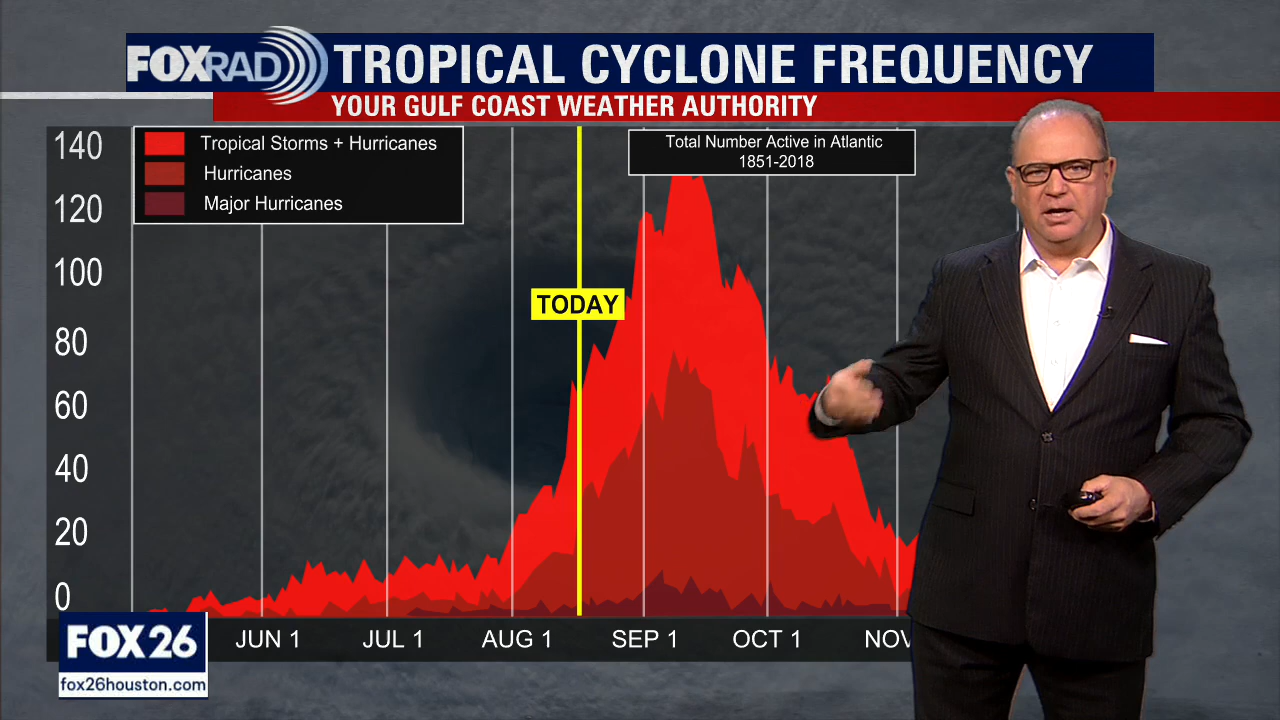 FOXRAD TROPICAL CYCLONE FREQUENCY
YOUR GULF COAST WEATHER AUTHORITY
Tropical Storms + Hurricanes
Hurricanes
Major Hurricanes
Total Number Active in Atlantic
1851-2018
140
120
100
80
60
40
20
0
TODAY
JUN 1 JUL 1 AUG 1 SEP 1 OCT 1 NOV
FOX 26
fox26houston.com